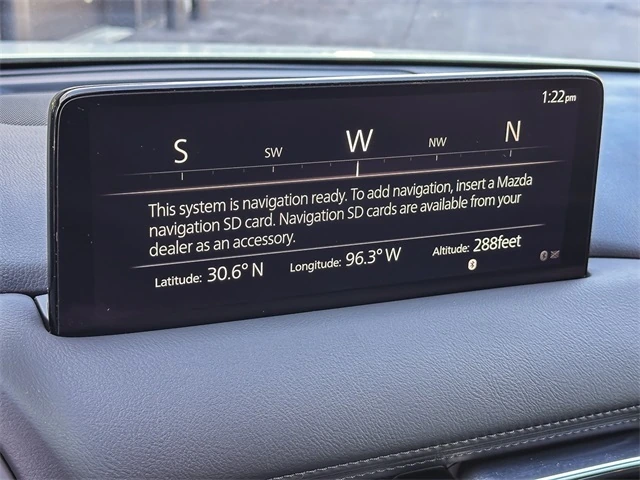 1:22pm
S SW W NW N
This system is navigation ready. To add navigation, insert a Mazda
navigation SD card. Navigation SD cards are available from your
dealer as an accessory.
Latitude: 30.6° N Longitude: 96.3° W Altitude: 288feet